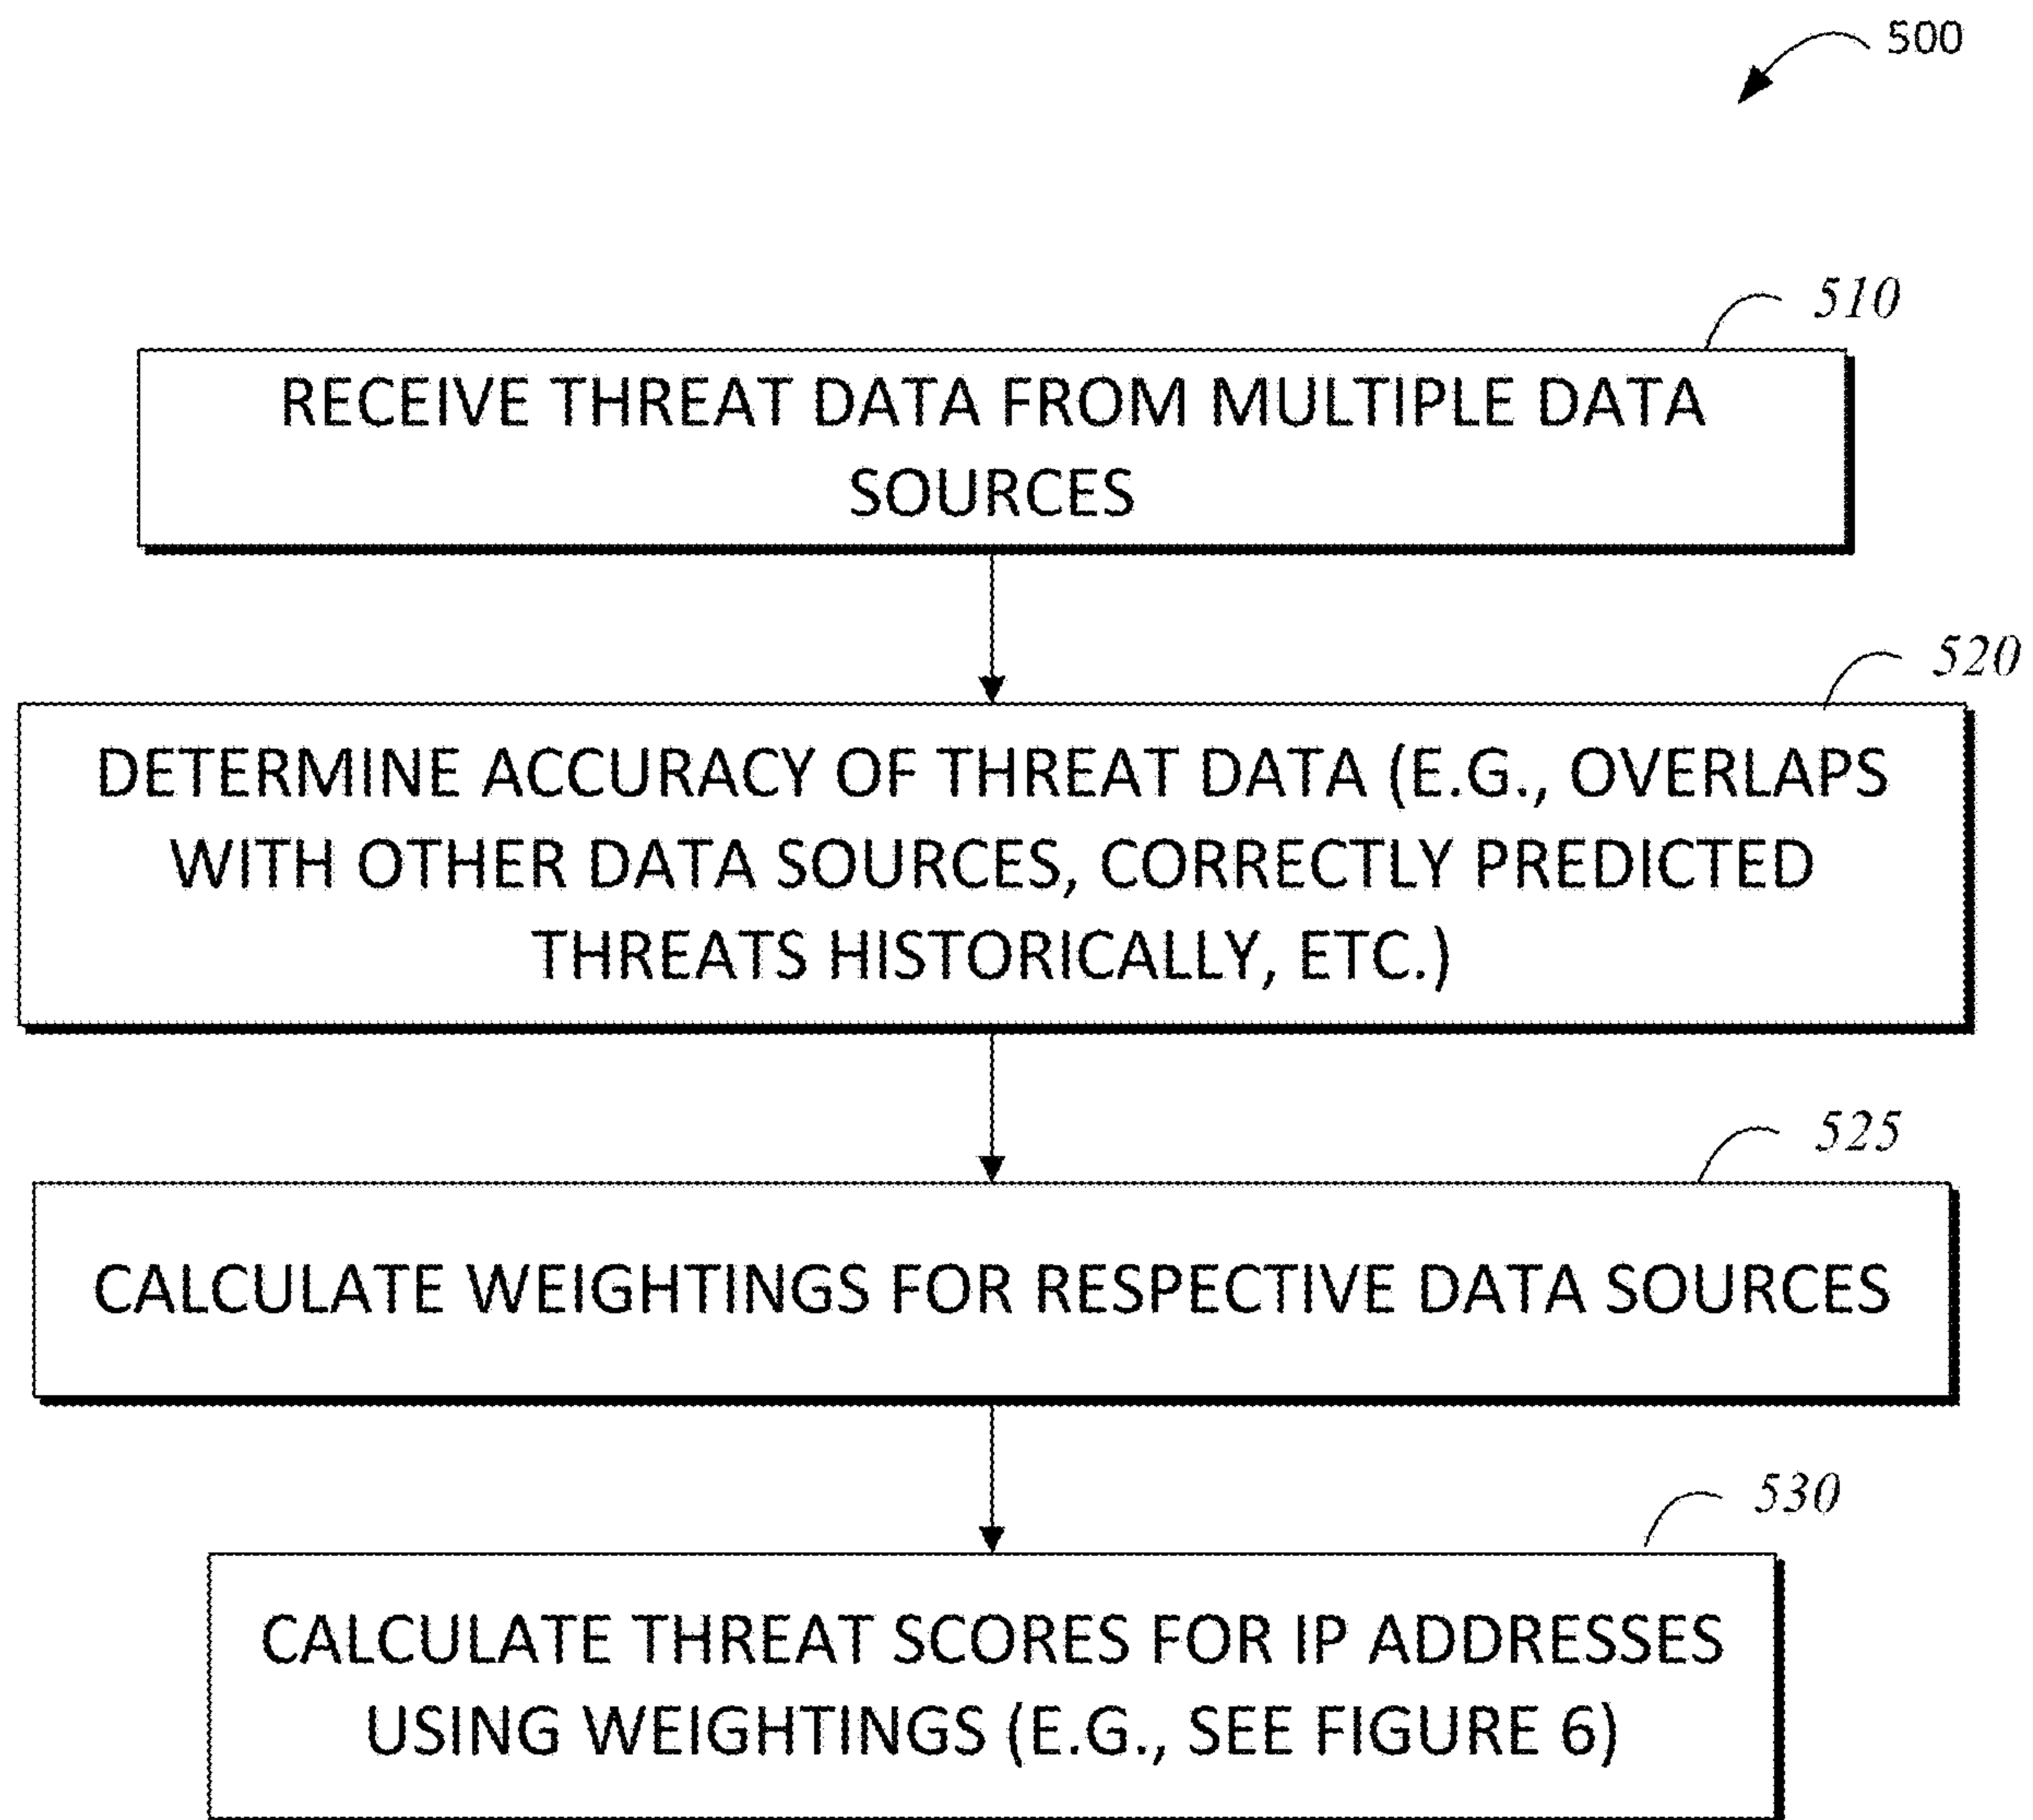 500
510
RECEIVE THREAT DATA FROM MULTIPLE DATA
SOURCES
520
DETERMINE ACCURACY OF THREAT DATA (E.G., OVERLAPS
WITH OTHER DATA SOURCES, CORRECTLY PREDICTED
THREATS HISTORICALLY, ETC.)
525
CALCULATE WEIGHTINGS FOR RESPECTIVE DATA SOURCES
530
CALCULATE THREAT SCORES FOR IP ADDRESSES
USING WEIGHTINGS (E.G., SEE FIGURE 6)